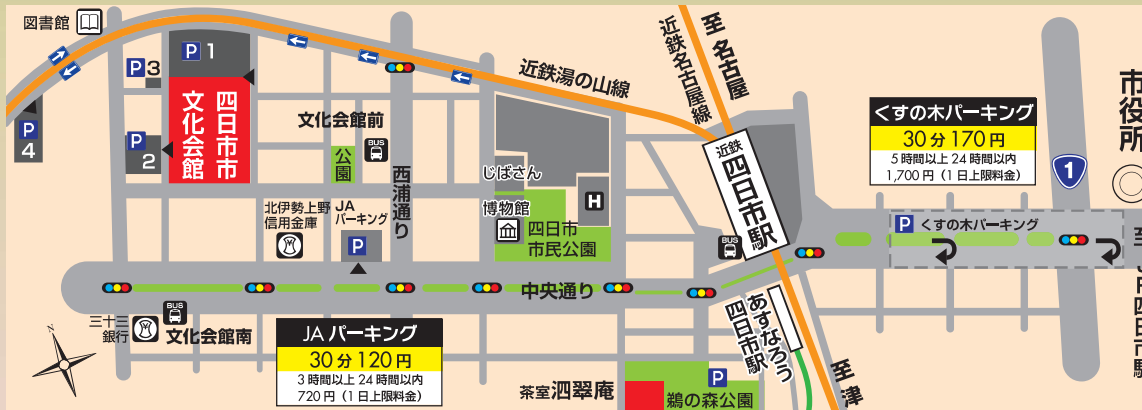 図書館
P 1
P 3
P 2
P 4
四日市市
文化会館
文化会館前
BUS
公園
西浦通り
近鉄湯の山線
近鉄名古屋線
至 名古屋
じばさん
博物館
H
四日市
市民公園
北伊勢上野
信用金庫
JA
パーキング
P
近鉄
四日市駅
BUS
くすの木パーキング
30分170円
5時間以上24時間以内
1,700円(1日上限料金)
市役所
1
P くすの木パーキング
中央通り
三十三
銀行
BUS
文化会館南
N
JAパーキング
30分120円
3時間以上24時間以内
720円(1日上限料金)
あすなろう
四日市駅
至 津
茶室 泗翠庵
P
鵜の森公園